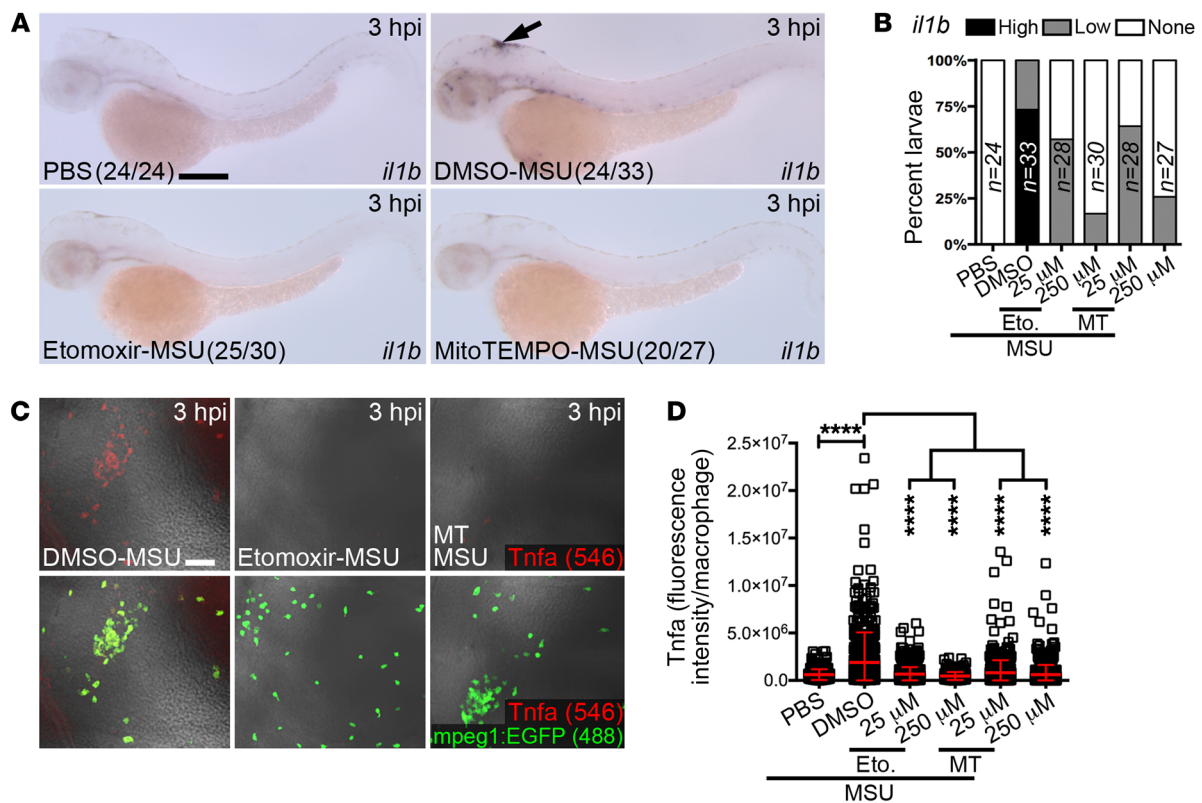 A
3 hpi
PBS (24/24)
il1b
3 hpi
DMSO-MSU(24/33)
il1b
3 hpi
Etomoxir-MSU(25/30)
il1b
3 hpi
MitoTEMPO-MSU(20/27)
il1b
B
il1b High Low None
Percent larvae
100%
75%
50%
25%
0%
n=24
n=33
n=28
n=30
n=28
n=27
PBS
DMSO
25 µM
250 µM
25 µM
250 µM
Eto.
MT
MSU
C
3 hpi
DMSO-MSU
3 hpi
Etomoxir-MSU
3 hpi
MT
MSU
Tnfa (546)
Tnfa (546)
mpeg1:EGFP (488)
D
Tnfa (fluorescence
intensity/macrophage)
2.5×10⁷
2.0×10⁷
1.5×10⁷
1.0×10⁷
5.0×10⁶
0.0
****
****
****
****
****
PBS
DMSO
25 µM
250 µM
25 µM
250 µM
Eto.
MT
MSU